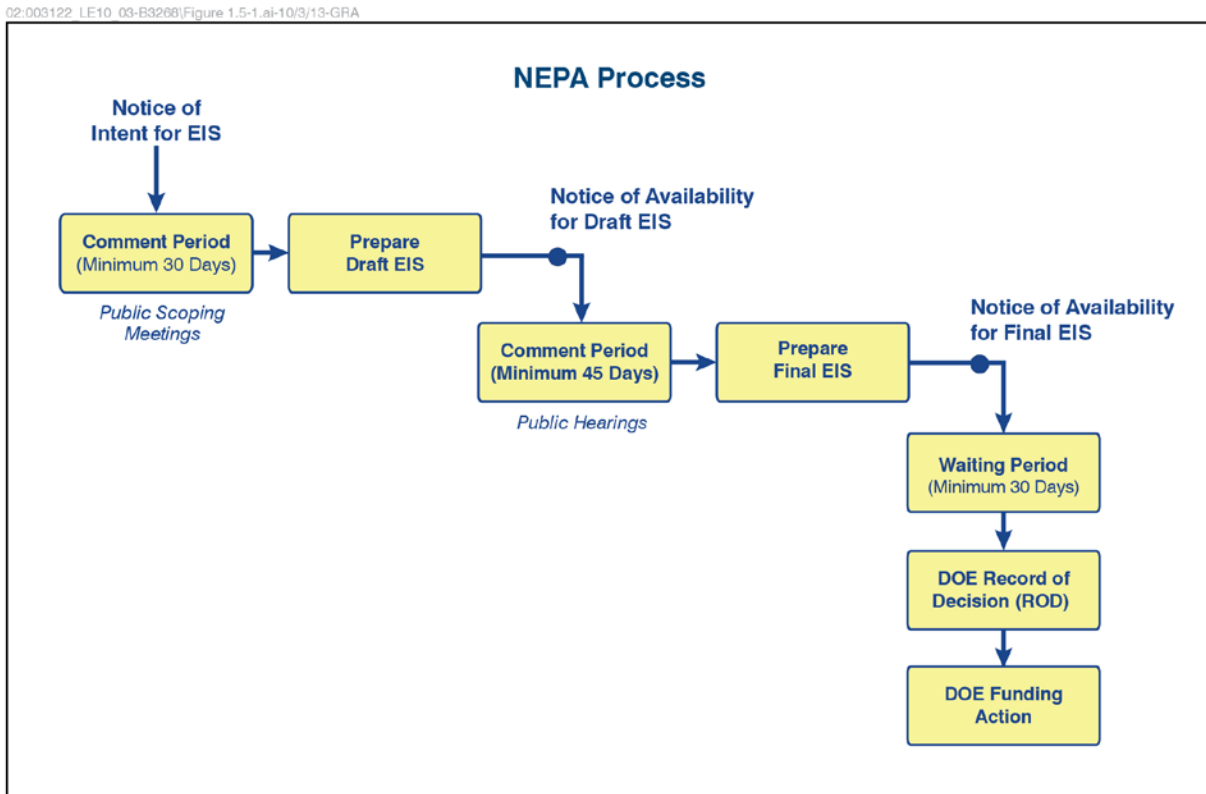 02:003122_LE10_03-B3268\Figure 1.5-1.ai-10/3/13-GRA
NEPA Process
Notice of
Intent for EIS
Comment Period
(Minimum 30 Days)
Public Scoping
Meetings
Prepare
Draft EIS
Notice of Availability
for Draft EIS
Comment Period
(Minimum 45 Days)
Public Hearings
Prepare
Final EIS
Notice of Availability
for Final EIS
Waiting Period
(Minimum 30 Days)
DOE Record of
Decision (ROD)
DOE Funding
Action